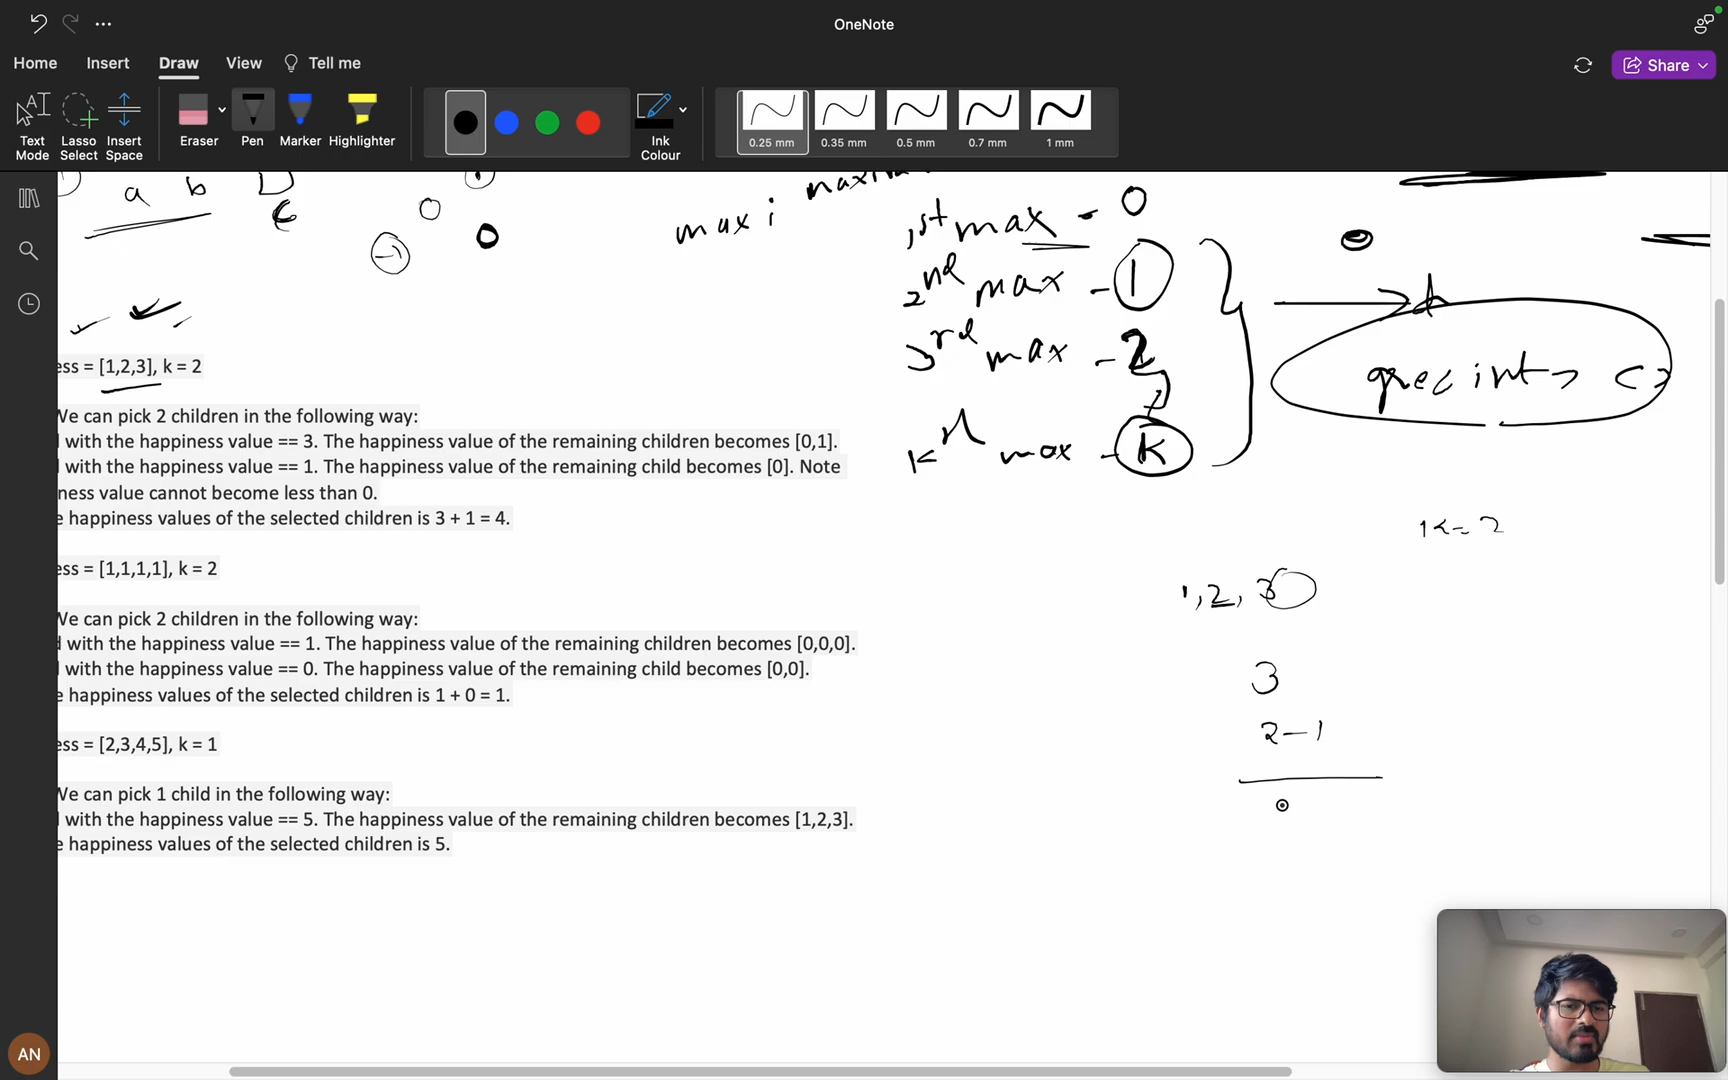 OneNote
Home Insert Draw View Tell me
Share
Text Mode
Lasso Select
Insert Space
Eraser
Pen
Marker
Highlighter
Ink Colour
0.25 mm
0.35 mm
0.5 mm
0.7 mm
1 mm
a b
c
maxi
1st max - 0
2nd max - 1
3rd max - 2
kth max - k
ess = [1,2,3], k = 2
We can pick 2 children in the following way:
d with the happiness value == 3. The happiness value of the remaining children becomes [0,1].
d with the happiness value == 1. The happiness value of the remaining child becomes [0]. Note
ness value cannot become less than 0.
e happiness values of the selected children is 3 + 1 = 4.
ess = [1,1,1,1], k = 2
We can pick 2 children in the following way:
d with the happiness value == 1. The happiness value of the remaining children becomes [0,0,0].
d with the happiness value == 0. The happiness value of the remaining child becomes [0,0].
e happiness values of the selected children is 1 + 0 = 1.
ess = [2,3,4,5], k = 1
We can pick 1 child in the following way:
d with the happiness value == 5. The happiness value of the remaining children becomes [1,2,3].
e happiness values of the selected children is 5.
k = 2
1, 2, 3
3
2 - 1
AN